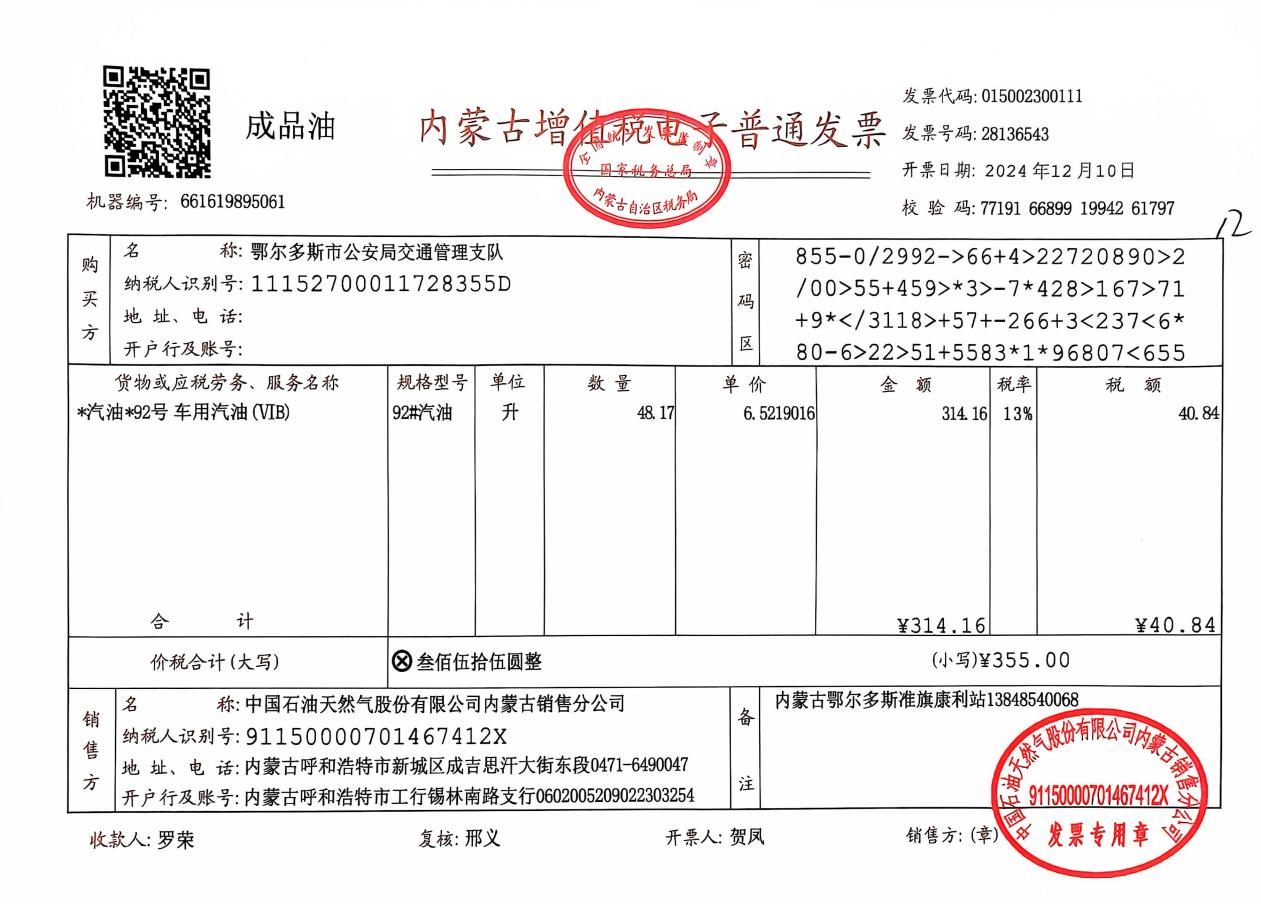 成品油
内蒙古增值税电子普通发票
全国统一发票监制章
国家税务总局
内蒙古自治区税务局
发票代码: 015002300111
发票号码: 28136543
开票日期: 2024 年12 月10日
校 验 码: 77191 66899 19942 61797
机器编号: 661619895061
12
购买方
名 称: 鄂尔多斯市公安局交通管理支队
纳税人识别号: 11152700011728355D
地 址、电 话:
开户行及账号:
密码区
855-0/2992->66+4>22720890>2
/00>55+459>*3>-7*428>167>71
+9*</3118>+57+-266+3<237<6*
80-6>22>51+5583*1*96807<655
货物或应税劳务、服务名称 规格型号 单位 数 量 单 价 金 额 税率 税 额
*汽油*92号 车用汽油(VIB) 92#汽油 升 48.17 6.5219016 314.16 13% 40.84
合 计 ¥314.16 ¥40.84
价税合计(大写) ⊗叁佰伍拾伍圆整 (小写)¥355.00
销售方
名 称: 中国石油天然气股份有限公司内蒙古销售分公司
纳税人识别号: 91150000701467412X
地 址、电 话: 内蒙古呼和浩特市新城区成吉思汗大街东段0471-6490047
开户行及账号: 内蒙古呼和浩特市工行锡林南路支行0602005209022303254
备注
内蒙古鄂尔多斯准旗康利站13848540068
中国石油天然气股份有限公司内蒙古销售分公司
91150000701467412X
发票专用章
收款人: 罗荣 复核: 邢义 开票人: 贺凤 销售方: (章)